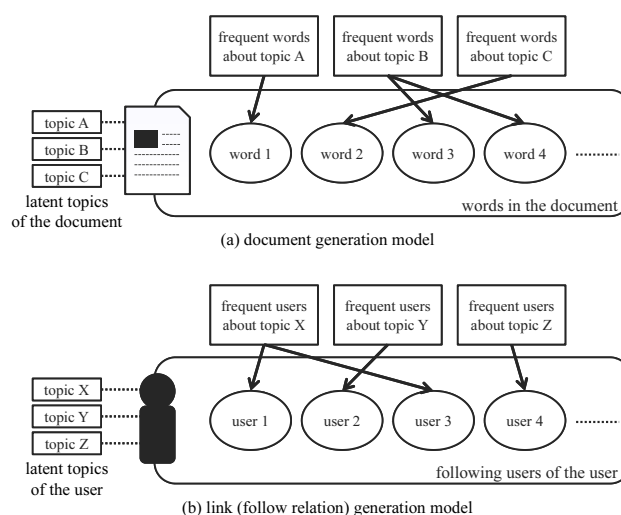 frequent words
about topic A
frequent words
about topic B
frequent words
about topic C
topic A
topic B
topic C
latent topics
of the document
word 1
word 2
word 3
word 4
words in the document
(a) document generation model
frequent users
about topic X
frequent users
about topic Y
frequent users
about topic Z
topic X
topic Y
topic Z
latent topics
of the user
user 1
user 2
user 3
user 4
following users of the user
(b) link (follow relation) generation model